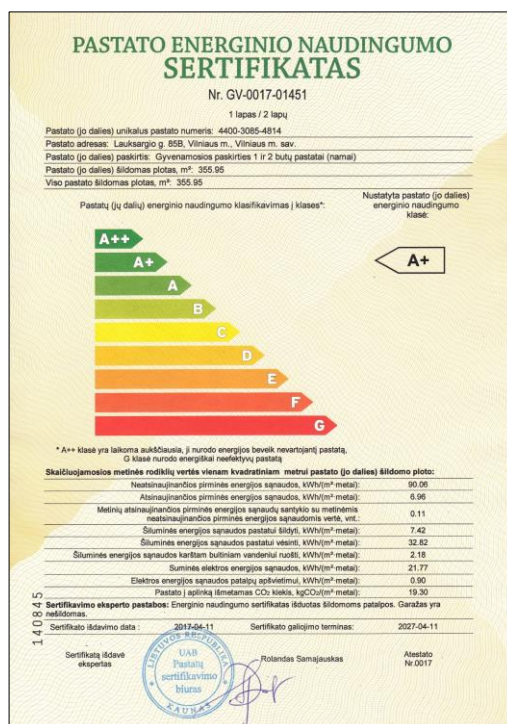 PASTATO ENERGINIO NAUDINGUMO
SERTIFIKATAS
Nr. GV-0017-01451
1 lapas / 2 lapų
Pastato (jo dalies) unikalus pastato numeris: 4400-3085-4814
Pastato adresas: Lauksargio g. 85B, Vilniaus m., Vilniaus m. sav.
Pastato (jo dalies) paskirtis: Gyvenamosios paskirties 1 ir 2 butų pastatai (namai)
Pastato (jo dalies) šildomas plotas, m²: 355.95
Viso pastato šildomas plotas, m²: 355.95
Pastatų (jų dalių) energinio naudingumo klasifikavimas į klases*:
Nustatyta pastato (jo dalies)
energinio naudingumo
klasė:
A++
A+
A
B
C
D
E
F
G
A+
* A++ klasė yra laikoma aukščiausia, ji nurodo energijos beveik nevartojantį pastatą,
G klasė nurodo energiškai neefektyvų pastatą
Skaičiuojamosios metinės rodiklių vertės vienam kvadratiniam metrui pastato (jo dalies) šildomo ploto:
Neatsinaujinančios pirminės energijos sąnaudos, kWh/(m²·metai): 90.06
Atsinaujinančios pirminės energijos sąnaudos, kWh/(m²·metai): 6.96
Metinių atsinaujinančios pirminės energijos sąnaudų santykio su metinėmis
neatsinaujinančios pirminės energijos sąnaudomis vertė, vnt.: 0.11
Šiluminės energijos sąnaudos pastatui šildyti, kWh/(m²·metai): 7.42
Šiluminės energijos sąnaudos pastatui vėsinti, kWh/(m²·metai): 32.82
Šiluminės energijos sąnaudos karštam buitiniam vandeniui ruošti, kWh/(m²·metai): 2.18
Suminės elektros energijos sąnaudos, kWh/(m²·metai): 21.77
Elektros energijos sąnaudos patalpų apšvietimui, kWh/(m²·metai): 0.90
Pastato į aplinką išmetamas CO₂ kiekis, kgCO₂/(m²·metai): 19.30
Sertifikavimo eksperto pastabos: Energinio naudingumo sertifikatas išduotas šildomoms patalpos. Garažas yra
nešildomas.
Sertifikato išdavimo data : 2017-04-11 Sertifikato galiojimo terminas: 2027-04-11
Sertifikatą išdavė
ekspertas
Rolandas Samajauskas
Atestato
Nr.0017
140845
LIETUVOS RESPUBLIKA
UAB
Pastatų
sertifikavimo
biuras
KAUNAS